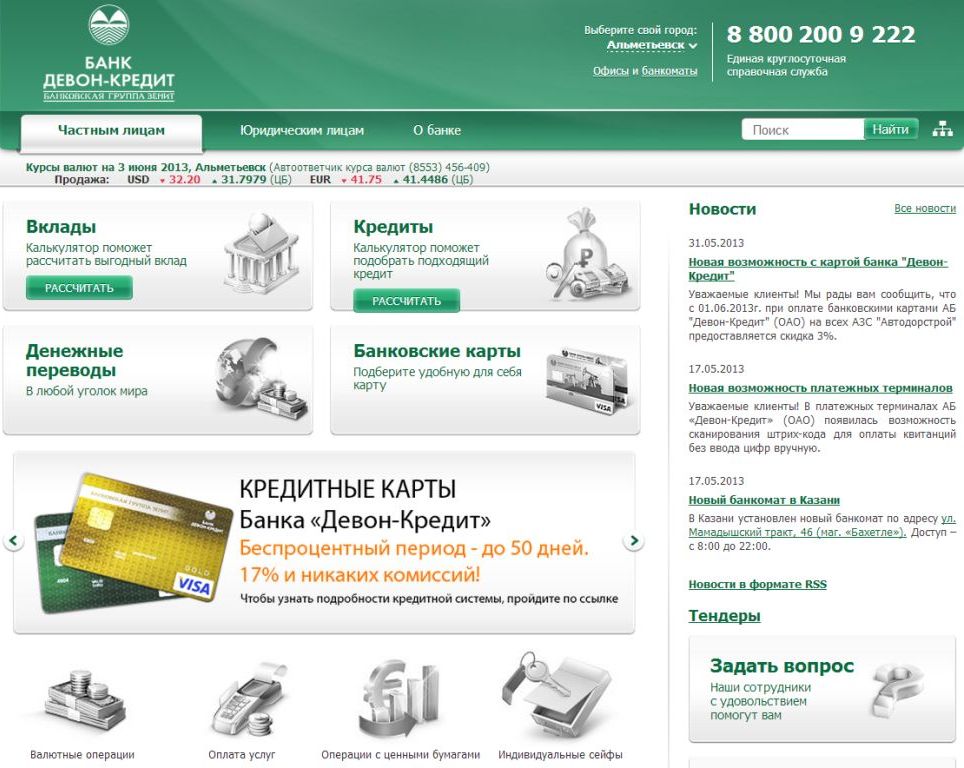 БАНК
ДЕВОН-КРЕДИТ
БАНКОВСКАЯ ГРУППА ЗЕНИТ
Выберите свой город:
Альметьевск
Офисы и банкоматы
8 800 200 9 222
Единая круглосуточная
справочная служба
Частным лицам
Юридическим лицам
О банке
Поиск
Найти
Курсы валют на 3 июня 2013, Альметьевск (Автоответчик курса валют (8553) 456-409)
Продажа: USD 32.20 31.7979 (ЦБ) EUR 41.75 41.4486 (ЦБ)
Вклады
Калькулятор поможет
рассчитать выгодный вклад
РАССЧИТАТЬ
Кредиты
Калькулятор поможет
подобрать подходящий
кредит
РАССЧИТАТЬ
Денежные
переводы
В любой уголок мира
Банковские карты
Подберите удобную для себя
карту
VISA
КРЕДИТНЫЕ КАРТЫ
Банка «Девон-Кредит»
Беспроцентный период - до 50 дней.
17% и никаких комиссий!
Чтобы узнать подробности кредитной системы, пройдите по ссылке
БАНКОВСКАЯ ГРУППА ЗЕНИТ
БАНК
ДЕВОН-КРЕДИТ
GOLD
VISA
Валютные операции
Оплата услуг
Операции с ценными бумагами
Индивидуальные сейфы
Новости
Все новости
31.05.2013
Новая возможность с картой банка "Девон-
Кредит"
Уважаемые клиенты! Мы рады вам сообщить, что
с 01.06.2013г. при оплате банковскими картами АБ
"Девон-Кредит" (ОАО) на всех АЗС "Автодорстрой"
предоставляется скидка 3%.
17.05.2013
Новая возможность платежных терминалов
Уважаемые клиенты! В платежных терминалах АБ
«Девон-Кредит» (ОАО) появилась возможность
сканирования штрих-кода для оплаты квитанций
без ввода цифр вручную.
17.05.2013
Новый банкомат в Казани
В Казани установлен новый банкомат по адресу ул.
Мамадышский тракт, 46 (маг. «Бахетле»). Доступ –
с 8:00 до 22:00.
Новости в формате RSS
Тендеры
Задать вопрос
Наши сотрудники
с удовольствием
помогут вам